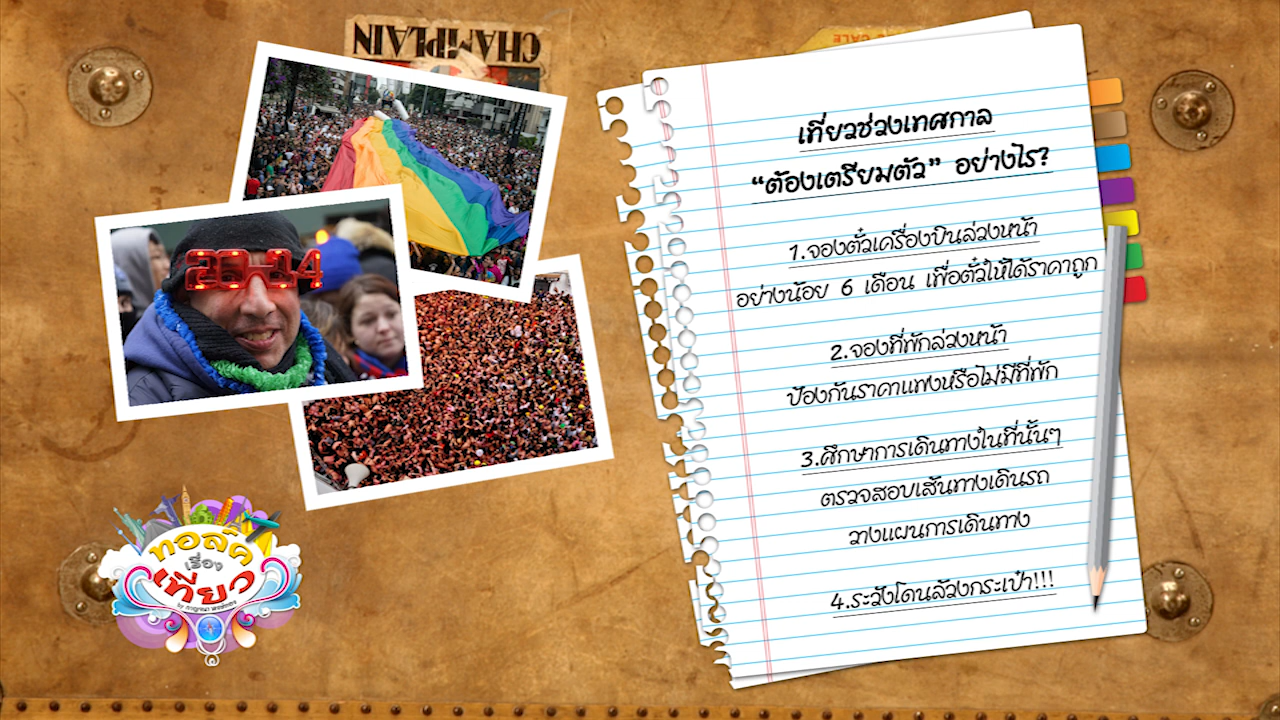 CHAMPLAIN
CALE
เที่ยวช่วงเทศกาล
“ต้องเตรียมตัว” อย่างไร?
1.จองตั๋วเครื่องบินล่วงหน้า
อย่างน้อย 6 เดือน เพื่อตั๋วให้ได้ราคาถูก
2.จองที่พักล่วงหน้า
ป้องกันราคาแพงหรือไม่มีที่พัก
3.ศึกษาการเดินทางในที่นั้นๆ
ตรวจสอบเส้นทางเดินรถ
วางแผนการเดินทาง
4.ระวังโดนล้วงกระเป๋า!!!
2014
ทอล์ค
เรื่อง
เที่ยว